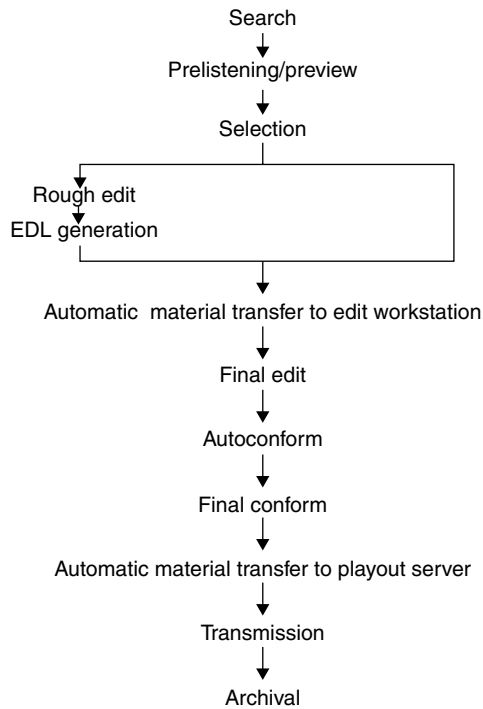 Search
Prelistening/preview
Selection
Rough edit
EDL generation
Automatic material transfer to edit workstation
Final edit
Autoconform
Final conform
Automatic material transfer to playout server
Transmission
Archival